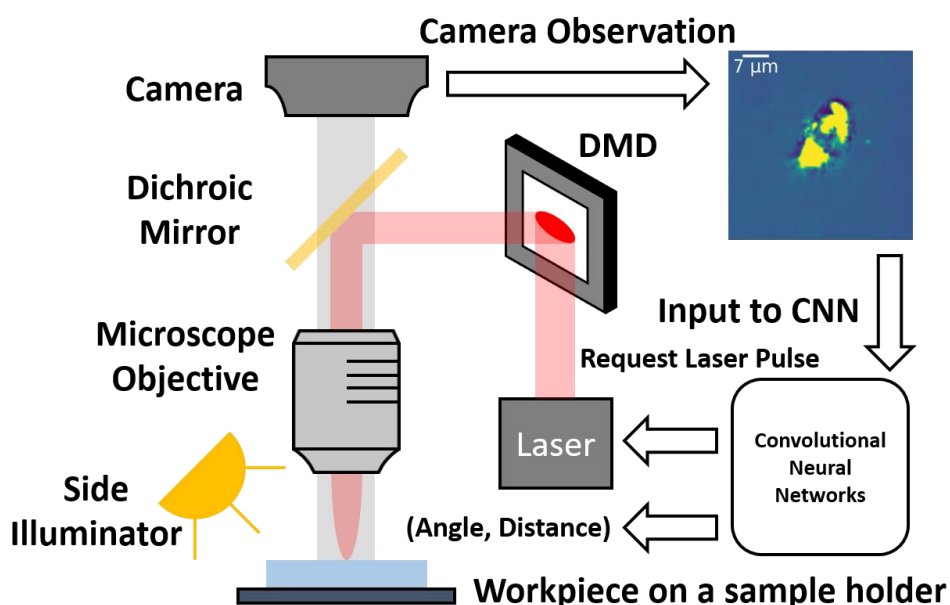 Camera Observation
7 µm
Camera
DMD
Dichroic
Mirror
Input to CNN
Microscope
Objective
Request Laser Pulse
Laser
Convolutional
Neural
Networks
Side
Illuminator
(Angle, Distance)
Workpiece on a sample holder